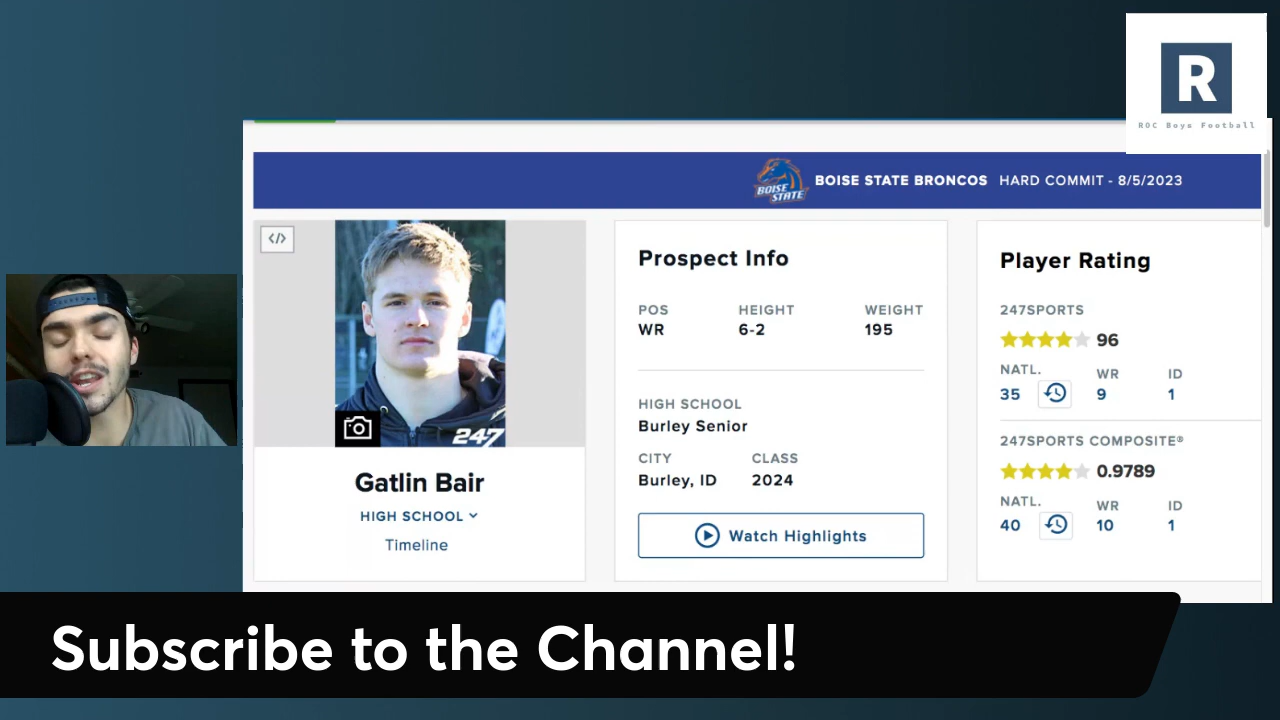 R
ROC Boys Football
BOISE STATE
BOISE STATE BRONCOS HARD COMMIT - 8/5/2023
</>
247
Gatlin Bair
HIGH SCHOOL
Timeline
Prospect Info
POS HEIGHT WEIGHT
WR 6-2 195
HIGH SCHOOL
Burley Senior
CITY CLASS
Burley, ID 2024
Watch Highlights
Player Rating
247SPORTS
96
NATL. WR ID
35 9 1
247SPORTS COMPOSITE®
0.9789
NATL. WR ID
40 10 1
Subscribe to the Channel!